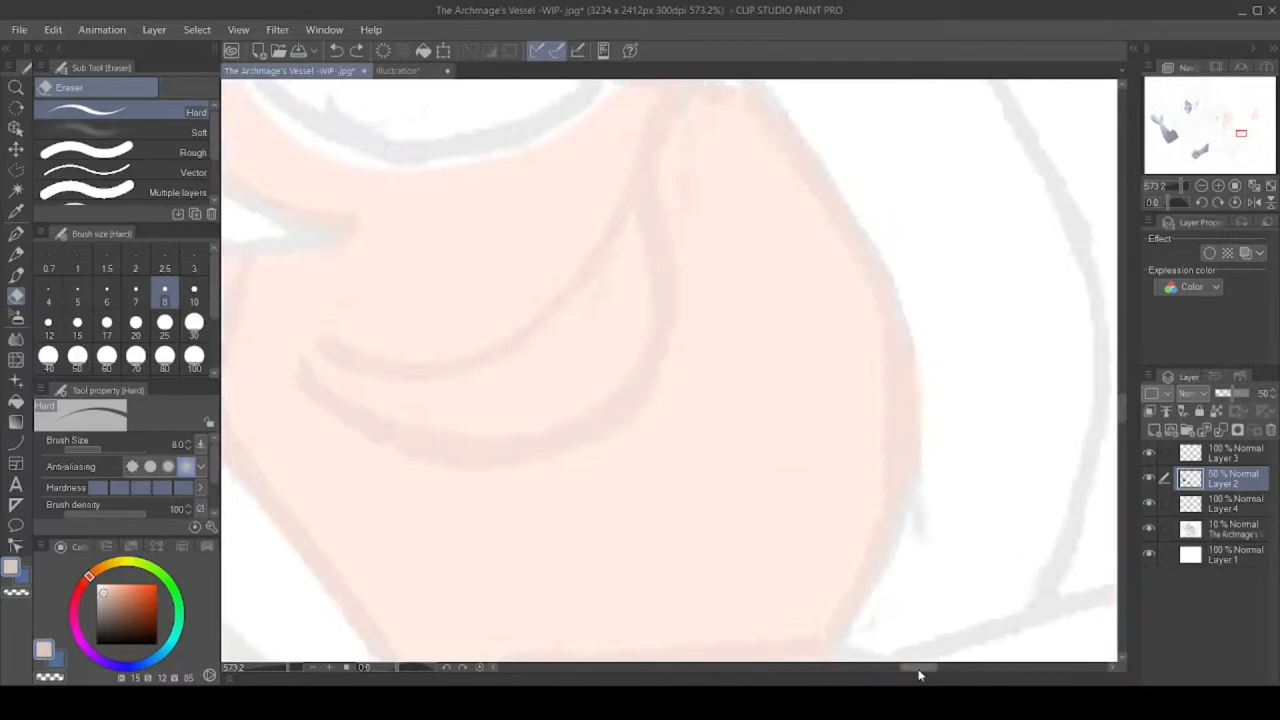 The Archmage's Vessel -WIP-.jpg* (3234 x 2412px 300dpi 573.2%) - CLIP STUDIO PAINT PRO
File Edit Animation Layer Select View Filter Window Help
Sub Tool [Eraser]
The Archmage's Vessel -WIP-.jpg* Illustration*
Eraser
Hard
Soft
Rough
Vector
Multiple layers
573.2
0.0
Brush size [Hard]
0.7 1 1.5 2 2.5 3
4 5 6 7 8 10
12 15 17 20 25 30
40 50 60 70 80 100
Layer Prop
Effect
Expression color
Color
Tool property [Hard]
Hard
Brush Size 8.0
Anti-aliasing
Hardness
Brush density 100
Layer
Nor 50
100 % Normal
Layer 3
50 % Normal
Layer 2
100 % Normal
Layer 4
10 % Normal
The Archmage's V
100 % Normal
Layer 1
Col
15 12 V 85
573.2 0.0